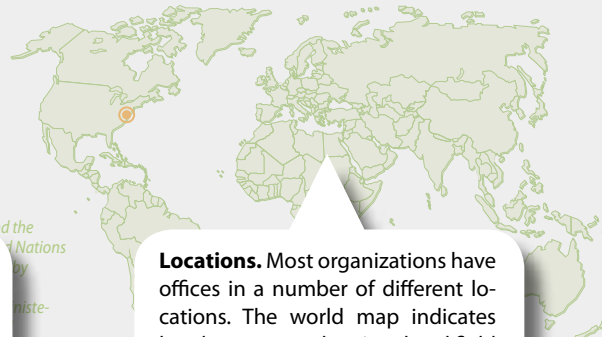 d the
d Nations
by
niste-
Locations. Most organizations have
offices in a number of different lo-
cations. The world map indicates